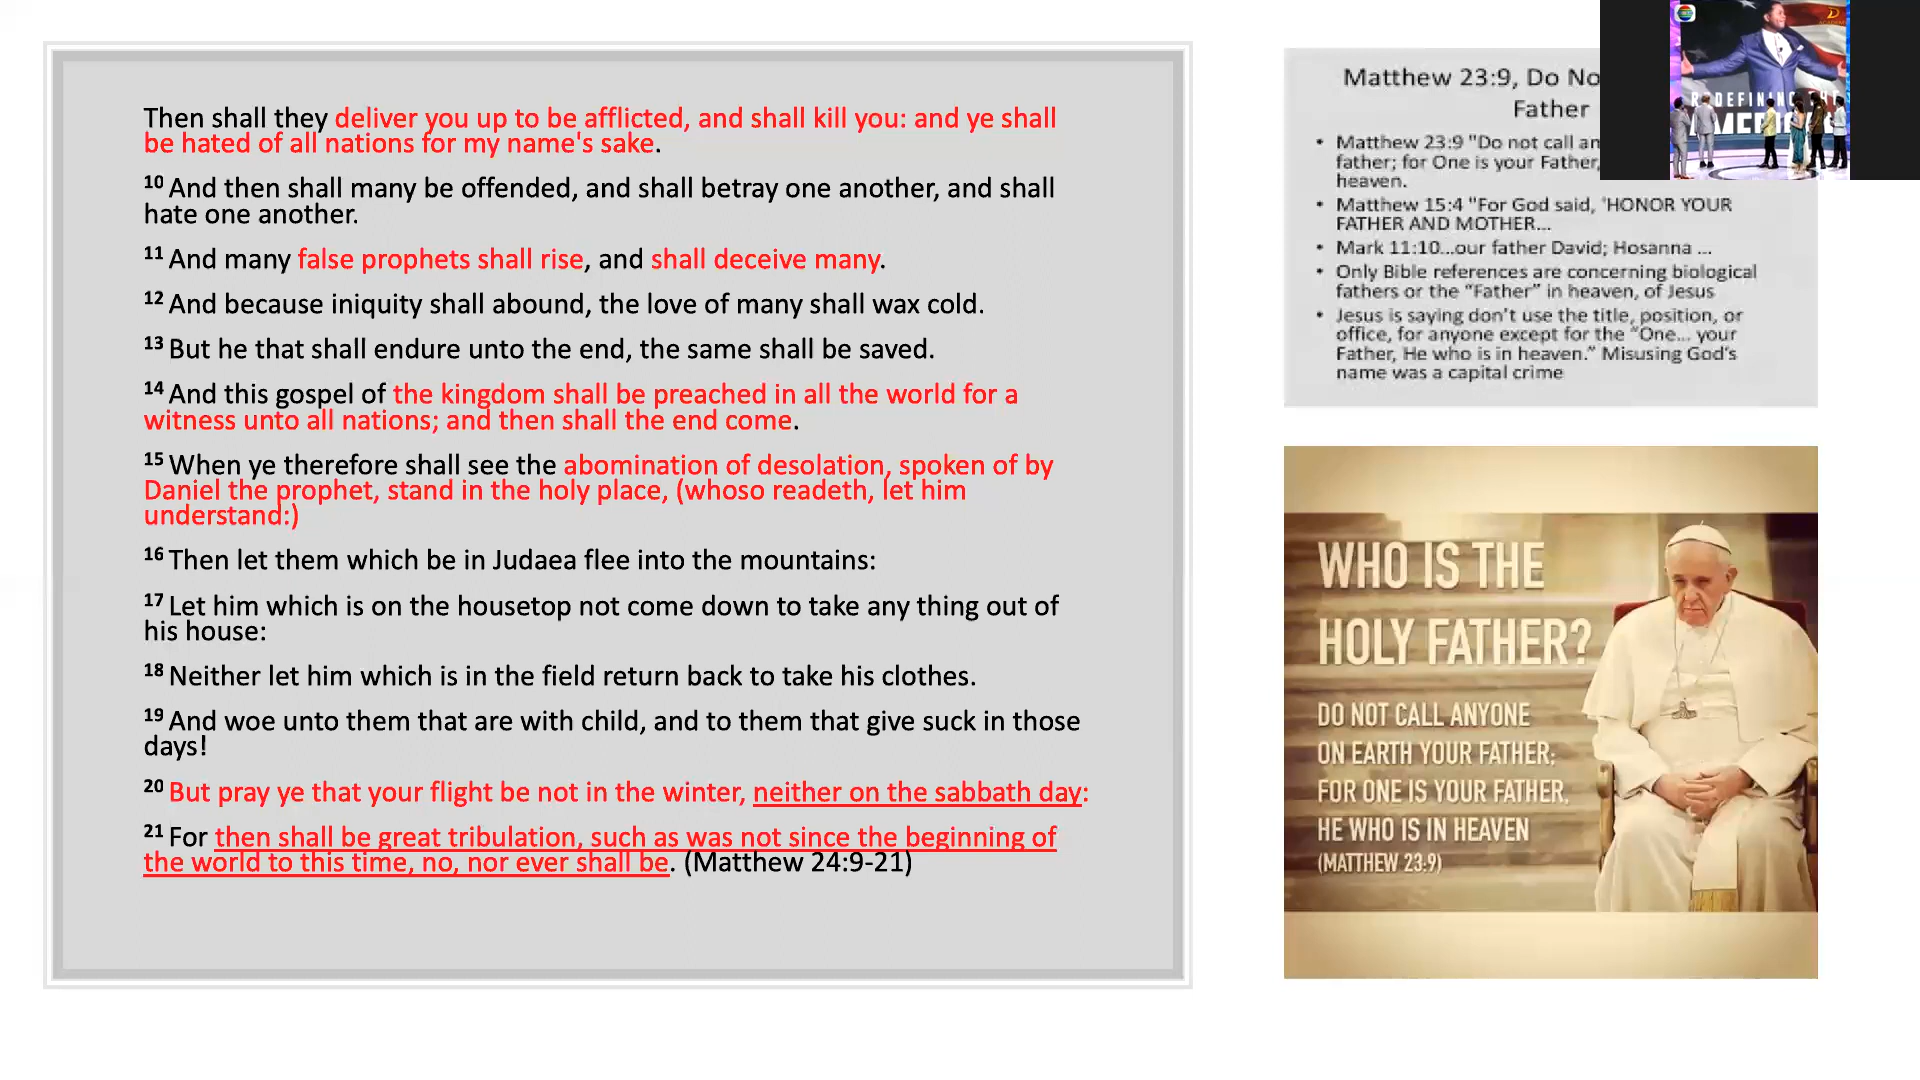 Then shall they deliver you up to be afflicted, and shall kill you: and ye shall
be hated of all nations for my name's sake.
10 And then shall many be offended, and shall betray one another, and shall
hate one another.
11 And many false prophets shall rise, and shall deceive many.
12 And because iniquity shall abound, the love of many shall wax cold.
13 But he that shall endure unto the end, the same shall be saved.
14 And this gospel of the kingdom shall be preached in all the world for a
witness unto all nations; and then shall the end come.
15 When ye therefore shall see the abomination of desolation, spoken of by
Daniel the prophet, stand in the holy place, (whoso readeth, let him
understand:)
16 Then let them which be in Judaea flee into the mountains:
17 Let him which is on the housetop not come down to take any thing out of
his house:
18 Neither let him which is in the field return back to take his clothes.
19 And woe unto them that are with child, and to them that give suck in those
days!
20 But pray ye that your flight be not in the winter, neither on the sabbath day:
21 For then shall be great tribulation, such as was not since the beginning of
the world to this time, no, nor ever shall be. (Matthew 24:9-21)
Matthew 23:9, Do No
Father
• Matthew 23:9 "Do not call an
father; for One is your Father,
heaven.
• Matthew 15:4 "For God said, 'HONOR YOUR
FATHER AND MOTHER...
• Mark 11:10...our father David; Hosanna ...
• Only Bible references are concerning biological
fathers or the "Father" in heaven, of Jesus
• Jesus is saying don't use the title, position, or
office, for anyone except for the "One... your
Father, He who is in heaven." Misusing God's
name was a capital crime
WHO IS THE
HOLY FATHER?
DO NOT CALL ANYONE
ON EARTH YOUR FATHER;
FOR ONE IS YOUR FATHER,
HE WHO IS IN HEAVEN
(MATTHEW 23:9)